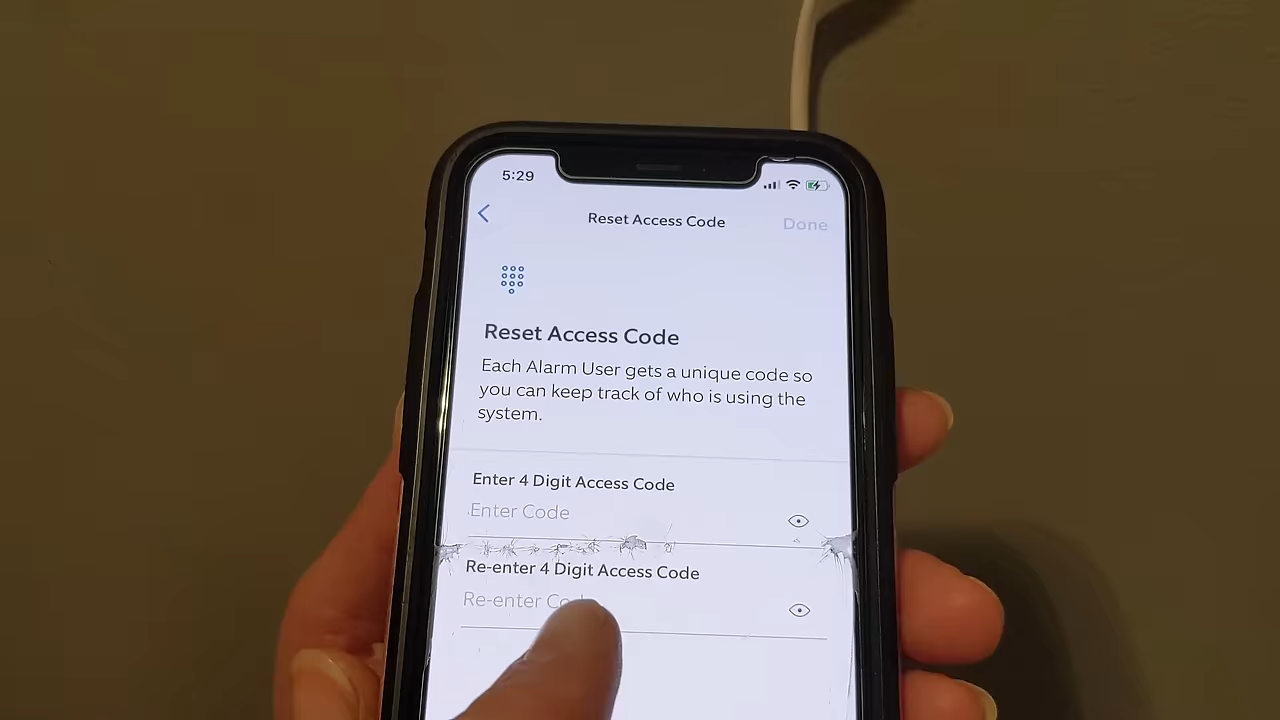 5:29
Reset Access Code
Done
Reset Access Code
Each Alarm User gets a unique code so
you can keep track of who is using the
system.
Enter 4 Digit Access Code
Enter Code
Re-enter 4 Digit Access Code
Re-enter